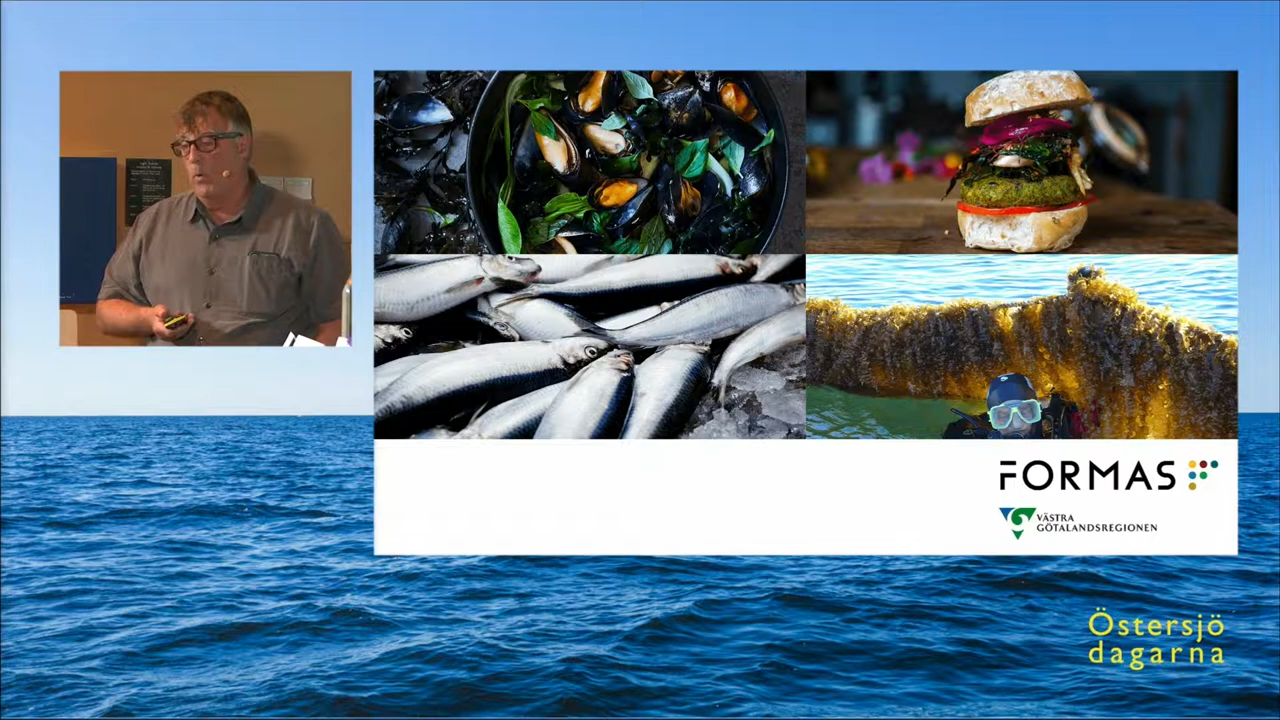 FORMAS
VÄSTRA
GÖTALANDSREGIONEN
Östersjö
dagarna